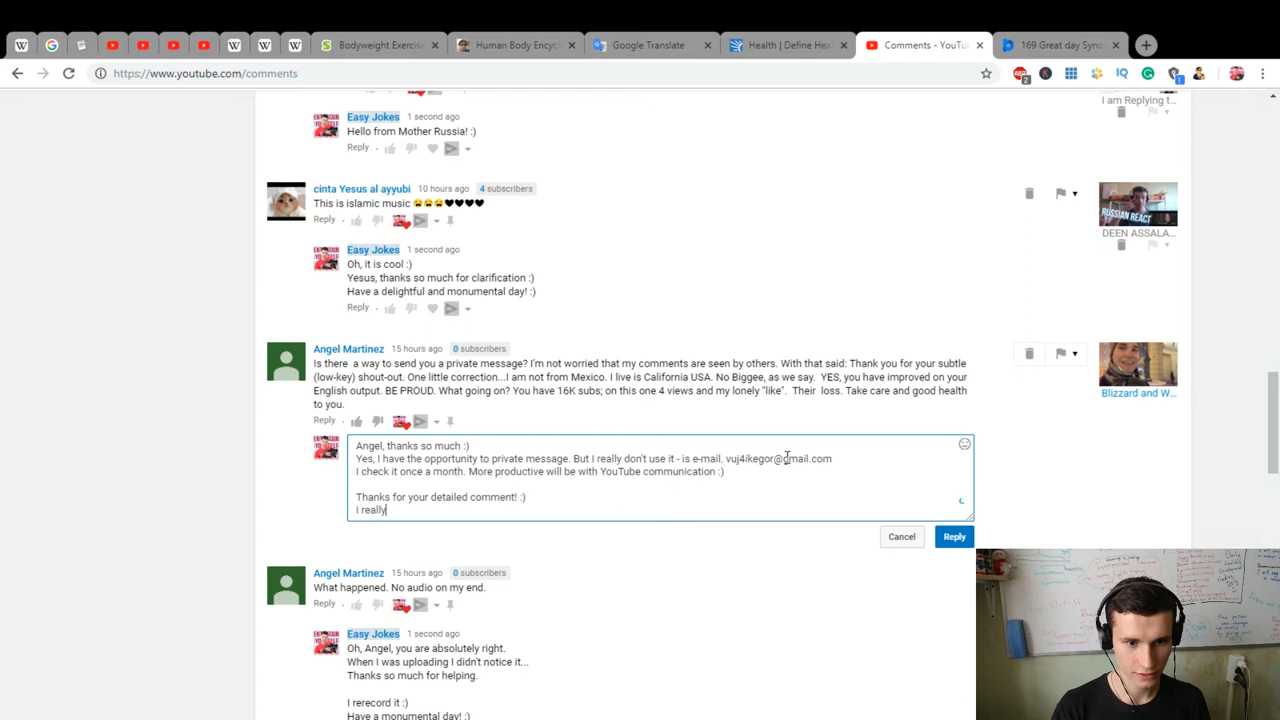 Bodyweight Exercise
Human Body Ency
Google Translate
Health | Define Hea
Comments - YouTu
169 Great day Syno
https://www.youtube.com/comments
I am Replying t...
Easy Jokes 1 second ago
Hello from Mother Russia! :)
Reply
cinta Yesus al ayyubi 10 hours ago 4 subscribers
This is islamic music 😂😂😂🖤🖤🖤🖤
Reply
RUSSIAN REACT
DEEN ASSALA...
Easy Jokes 1 second ago
Oh, it is cool :)
Yesus, thanks so much for clarification :)
Have a delightful and monumental day! :)
Reply
Angel Martinez 15 hours ago 0 subscribers
Is there a way to send you a private message? I'm not worried that my comments are seen by others. With that said: Thank you for your subtle
(low-key) shout-out. One little correction...I am not from Mexico. I live is California USA. No Biggee, as we say. YES, you have improved on your
English output. BE PROUD. What going on? You have 16K subs; on this one 4 views and my lonely "like". Their loss. Take care and good health
to you.
Reply
Blizzard and W...
Angel, thanks so much :)
Yes, I have the opportunity to private message. But I really don't use it - is e-mail. vuj4ikegor@gmail.com
I check it once a month. More productive will be with YouTube communication :)
Thanks for your detailed comment! :)
I really
Cancel
Reply
Angel Martinez 15 hours ago 0 subscribers
What happened. No audio on my end.
Reply
Easy Jokes 1 second ago
Oh, Angel, you are absolutely right.
When I was uploading I didn't notice it...
Thanks so much for helping.
I rerecord it :)
Have a monumental day! :)